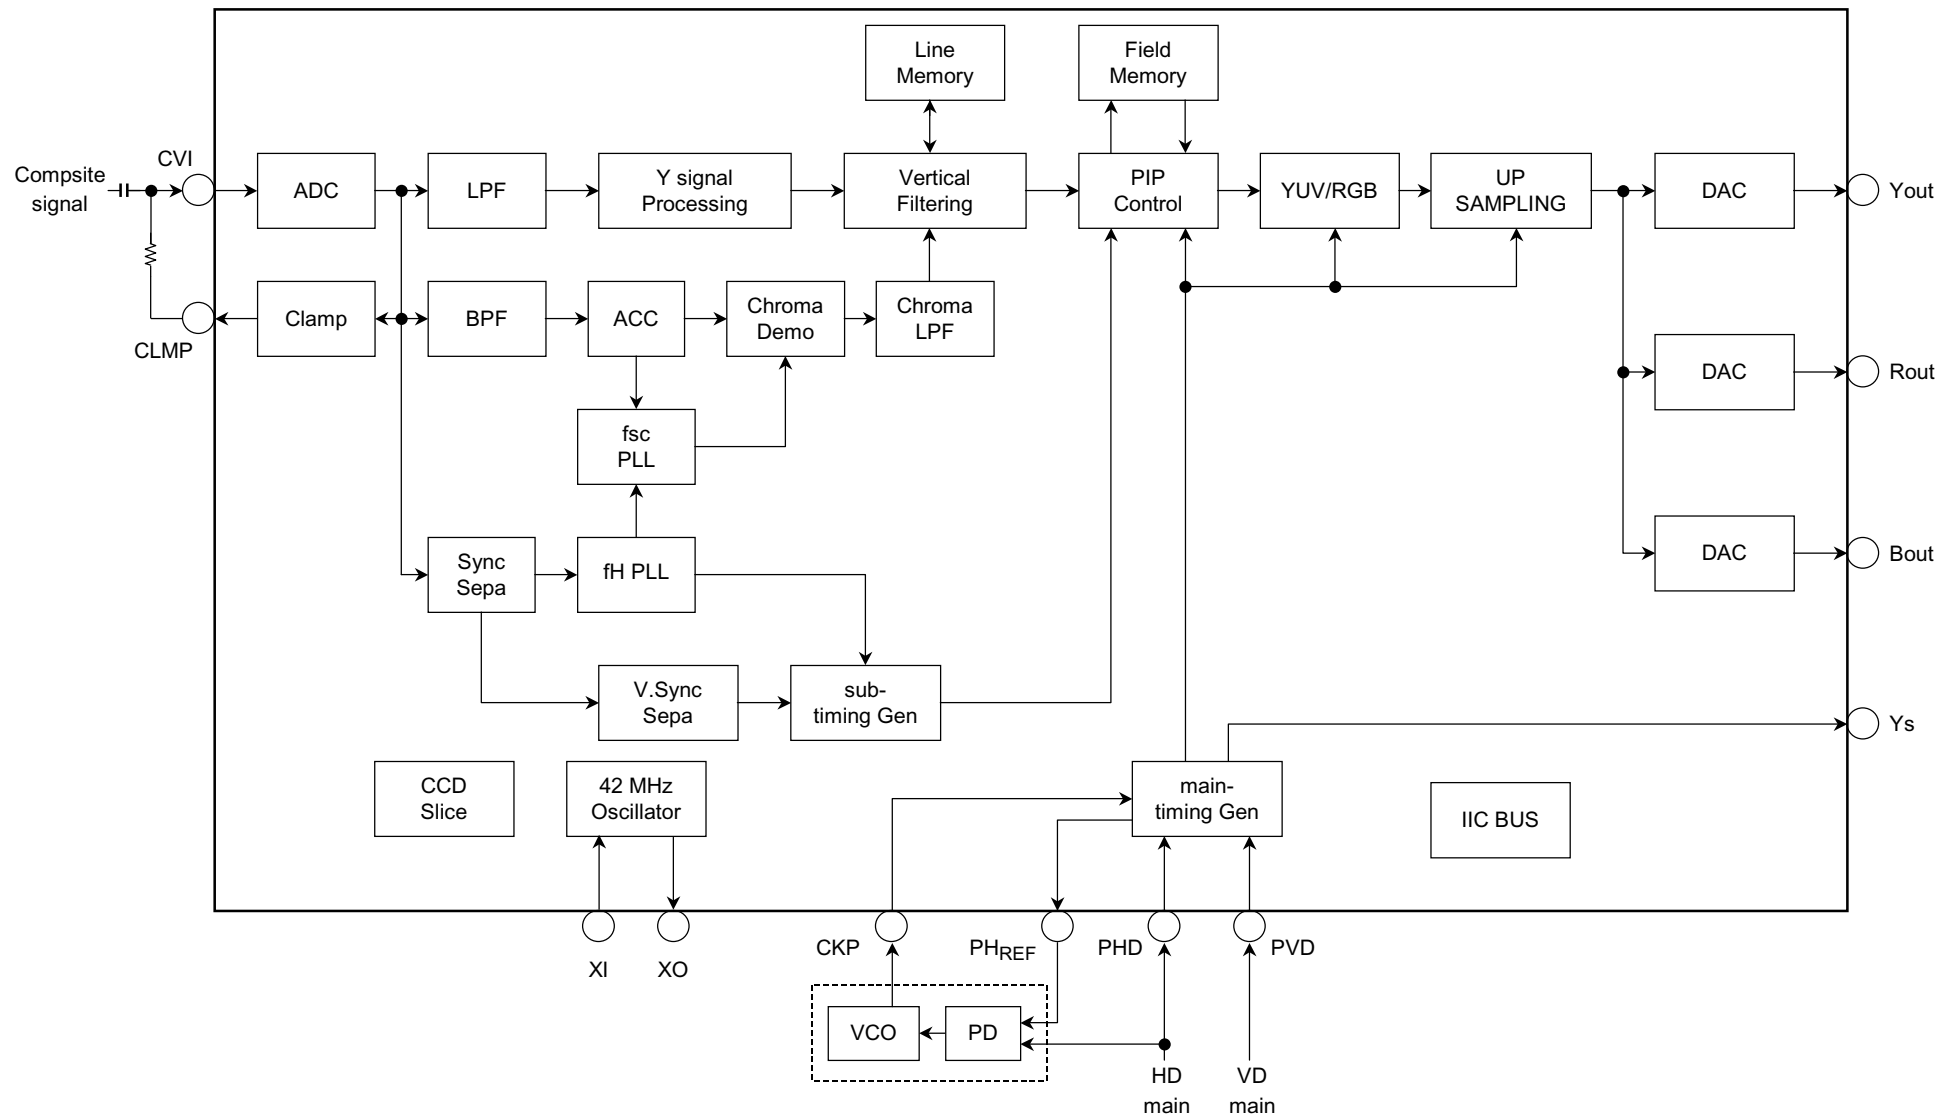 Line
Memory
Field
Memory
Compsite
signal
CVI
ADC
LPF
Y signal
Processing
Vertical
Filtering
PIP
Control
YUV/RGB
UP
SAMPLING
DAC
Yout
CLMP
Clamp
BPF
ACC
Chroma
Demo
Chroma
LPF
DAC
Rout
fsc
PLL
Sync
Sepa
fH PLL
DAC
Bout
V.Sync
Sepa
sub-
timing Gen
Ys
CCD
Slice
42 MHz
Oscillator
main-
timing Gen
IIC BUS
XI
XO
CKP
PHREF
PHD
PVD
VCO
PD
HD
main
VD
main